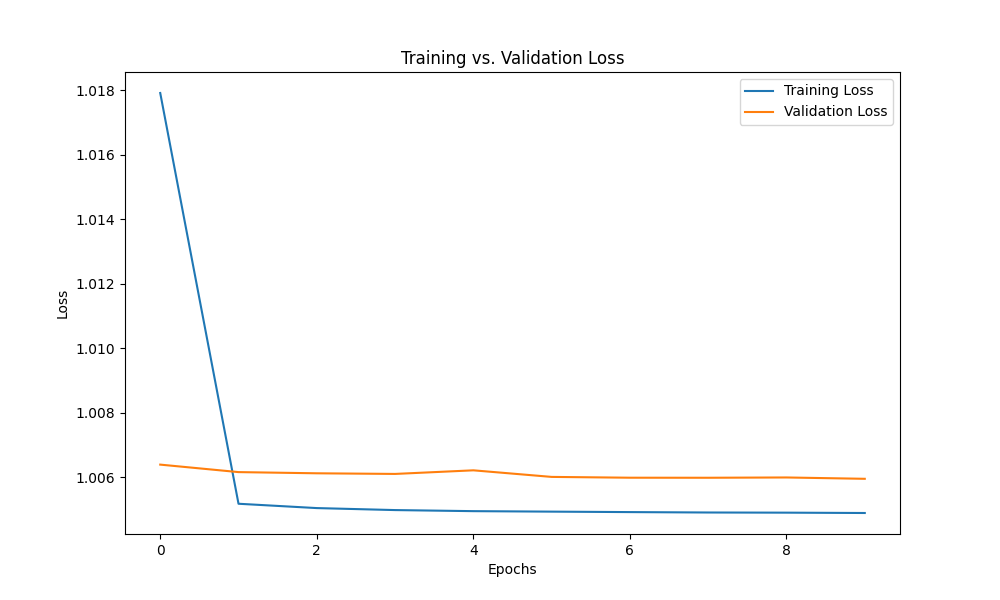 Training vs. Validation Loss
Training Loss
Validation Loss
1.018
1.016
1.014
1.012
1.010
1.008
1.006
Loss
0 2 4 6 8
Epochs